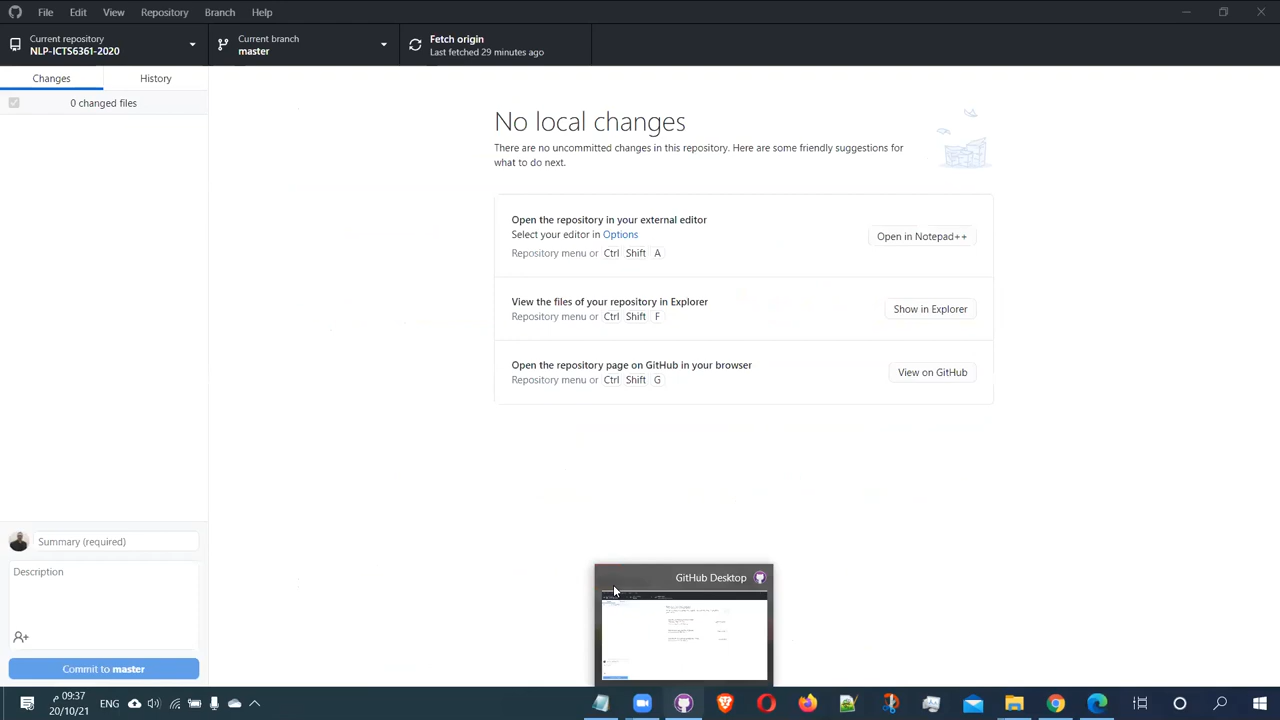 File Edit View Repository Branch Help
Current repository
NLP-ICTS6361-2020
Current branch
master
Fetch origin
Last fetched 29 minutes ago
Changes
History
0 changed files
No local changes
There are no uncommitted changes in this repository. Here are some friendly suggestions for
what to do next.
Open the repository in your external editor
Select your editor in Options
Repository menu or Ctrl Shift A
Open in Notepad++
View the files of your repository in Explorer
Repository menu or Ctrl Shift F
Show in Explorer
Open the repository page on GitHub in your browser
Repository menu or Ctrl Shift G
View on GitHub
Summary (required)
Description
Commit to master
GitHub Desktop
09:37
ENG
20/10/21